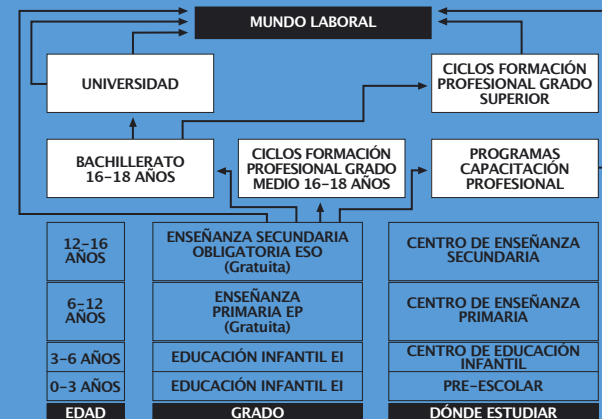 MUNDO LABORAL
UNIVERSIDAD
CICLOS FORMACIÓN
PROFESIONAL GRADO
SUPERIOR
BACHILLERATO
16-18 AÑOS
CICLOS FORMACIÓN
PROFESIONAL GRADO
MEDIO 16-18 AÑOS
PROGRAMAS
CAPACITACIÓN
PROFESIONAL
12-16
AÑOS
ENSEÑANZA SECUNDARIA
OBLIGATORIA ESO
(Gratuita)
CENTRO DE ENSEÑANZA
SECUNDARIA
6-12
AÑOS
ENSEÑANZA
PRIMARIA EP
(Gratuita)
CENTRO DE ENSEÑANZA
PRIMARIA
3-6 AÑOS
EDUCACIÓN INFANTIL EI
CENTRO DE EDUCACIÓN
INFANTIL
0-3 AÑOS
EDUCACIÓN INFANTIL EI
PRE-ESCOLAR
EDAD
GRADO
DÓNDE ESTUDIAR